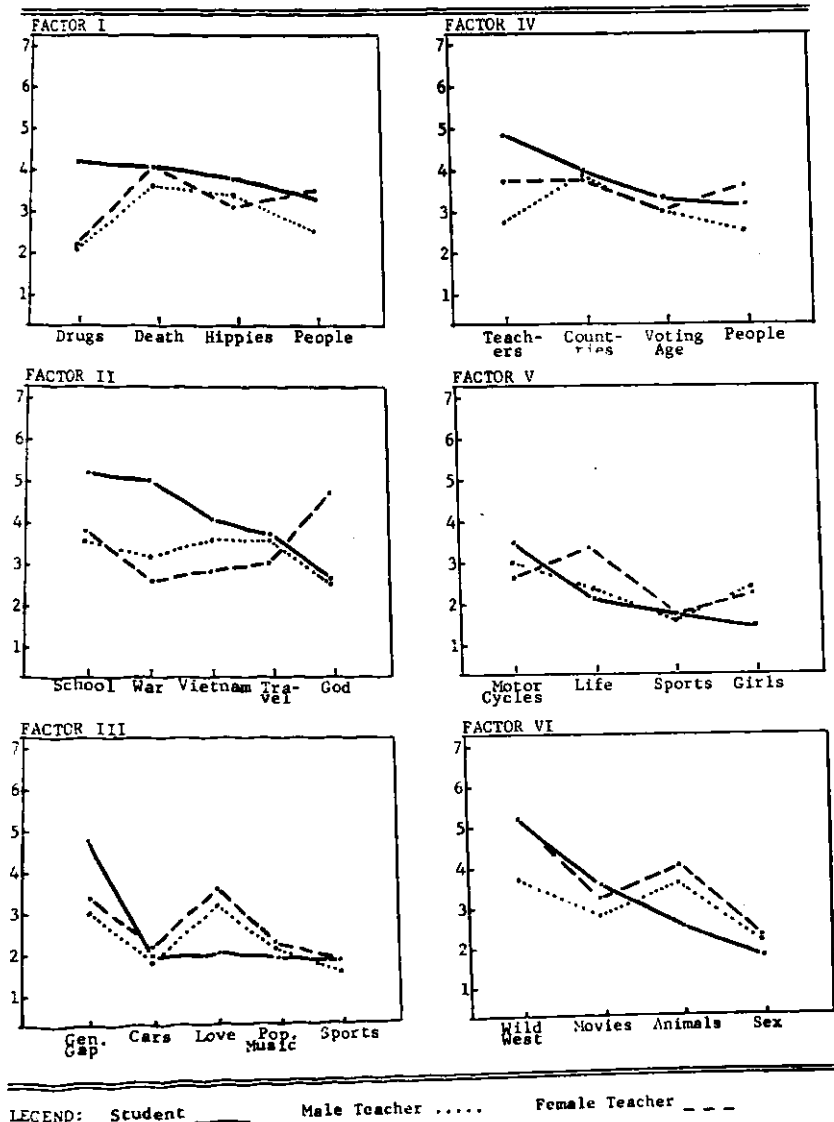 FACTOR I
7
6
5
4
3
2
1
Drugs Death Hippies People
FACTOR IV
7
6
5
4
3
2
1
Teach- Count- Voting People
ers ries Age
FACTOR II
7
6
5
4
3
2
1
School War Vietnam Tra- God
vel
FACTOR V
7
6
5
4
3
2
1
Motor Life Sports Girls
Cycles
FACTOR III
7
6
5
4
3
2
1
Gen. Cars Love Pop. Sports
Gap Music
FACTOR VI
7
6
5
4
3
2
1
Wild Movies Animals Sex
West
LEGEND: Student ____ Male Teacher ..... Female Teacher _ _ _